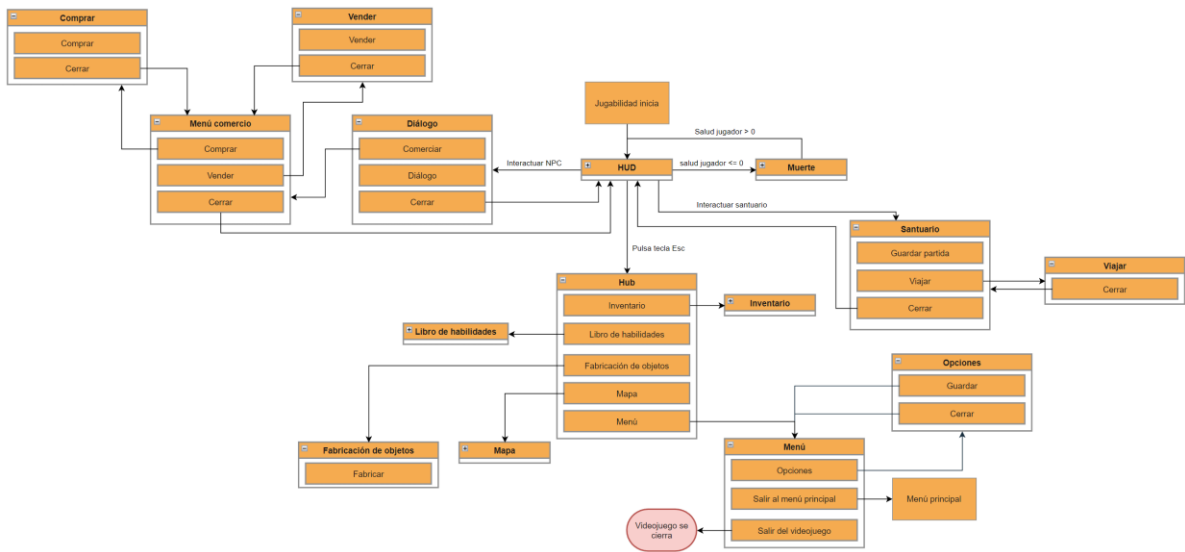 Comprar
Comprar
Cerrar
Vender
Vender
Cerrar
Jugabilidad inicia
Menú comercio
Comprar
Vender
Cerrar
Diálogo
Comerciar
Diálogo
Cerrar
Interactuar NPC
HUD
Salud jugador > 0
salud jugador <= 0
Muerte
Interactuar santuario
Santuario
Guardar partida
Viajar
Cerrar
Viajar
Cerrar
Pulsa tecla Esc
Hub
Inventario
Libro de habilidades
Fabricación de objetos
Mapa
Menú
Inventario
Libro de habilidades
Fabricación de objetos
Fabricar
Mapa
Opciones
Guardar
Cerrar
Menú
Opciones
Salir al menú principal
Salir del videojuego
Menú principal
Videojuego se
cierra